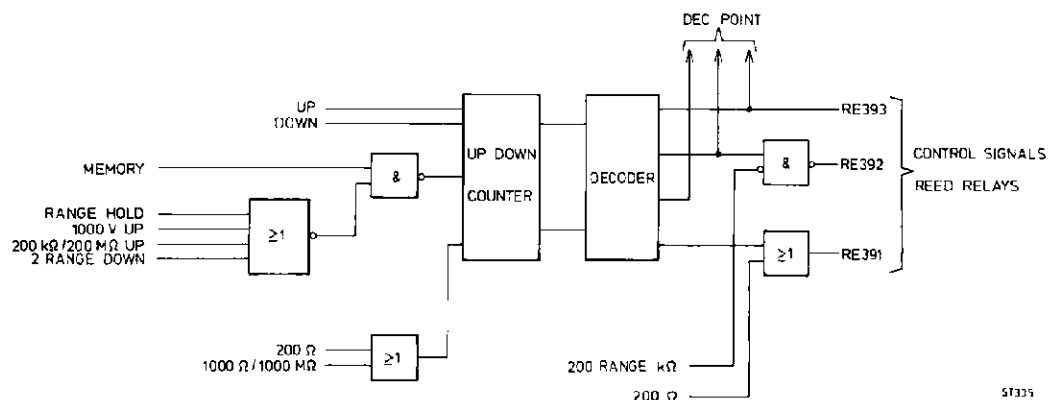 DEC POINT
UP
DOWN
MEMORY
&
UP DOWN
COUNTER
DECODER
RE393
&
RE392
CONTROL SIGNALS
REED RELAYS
RANGE HOLD
1000 V UP
200 kΩ/200 MΩ UP
2 RANGE DOWN
≥1
≥1
RE391
200 Ω
1000 Ω/1000 MΩ
≥1
200 RANGE kΩ
200 Ω
ST335